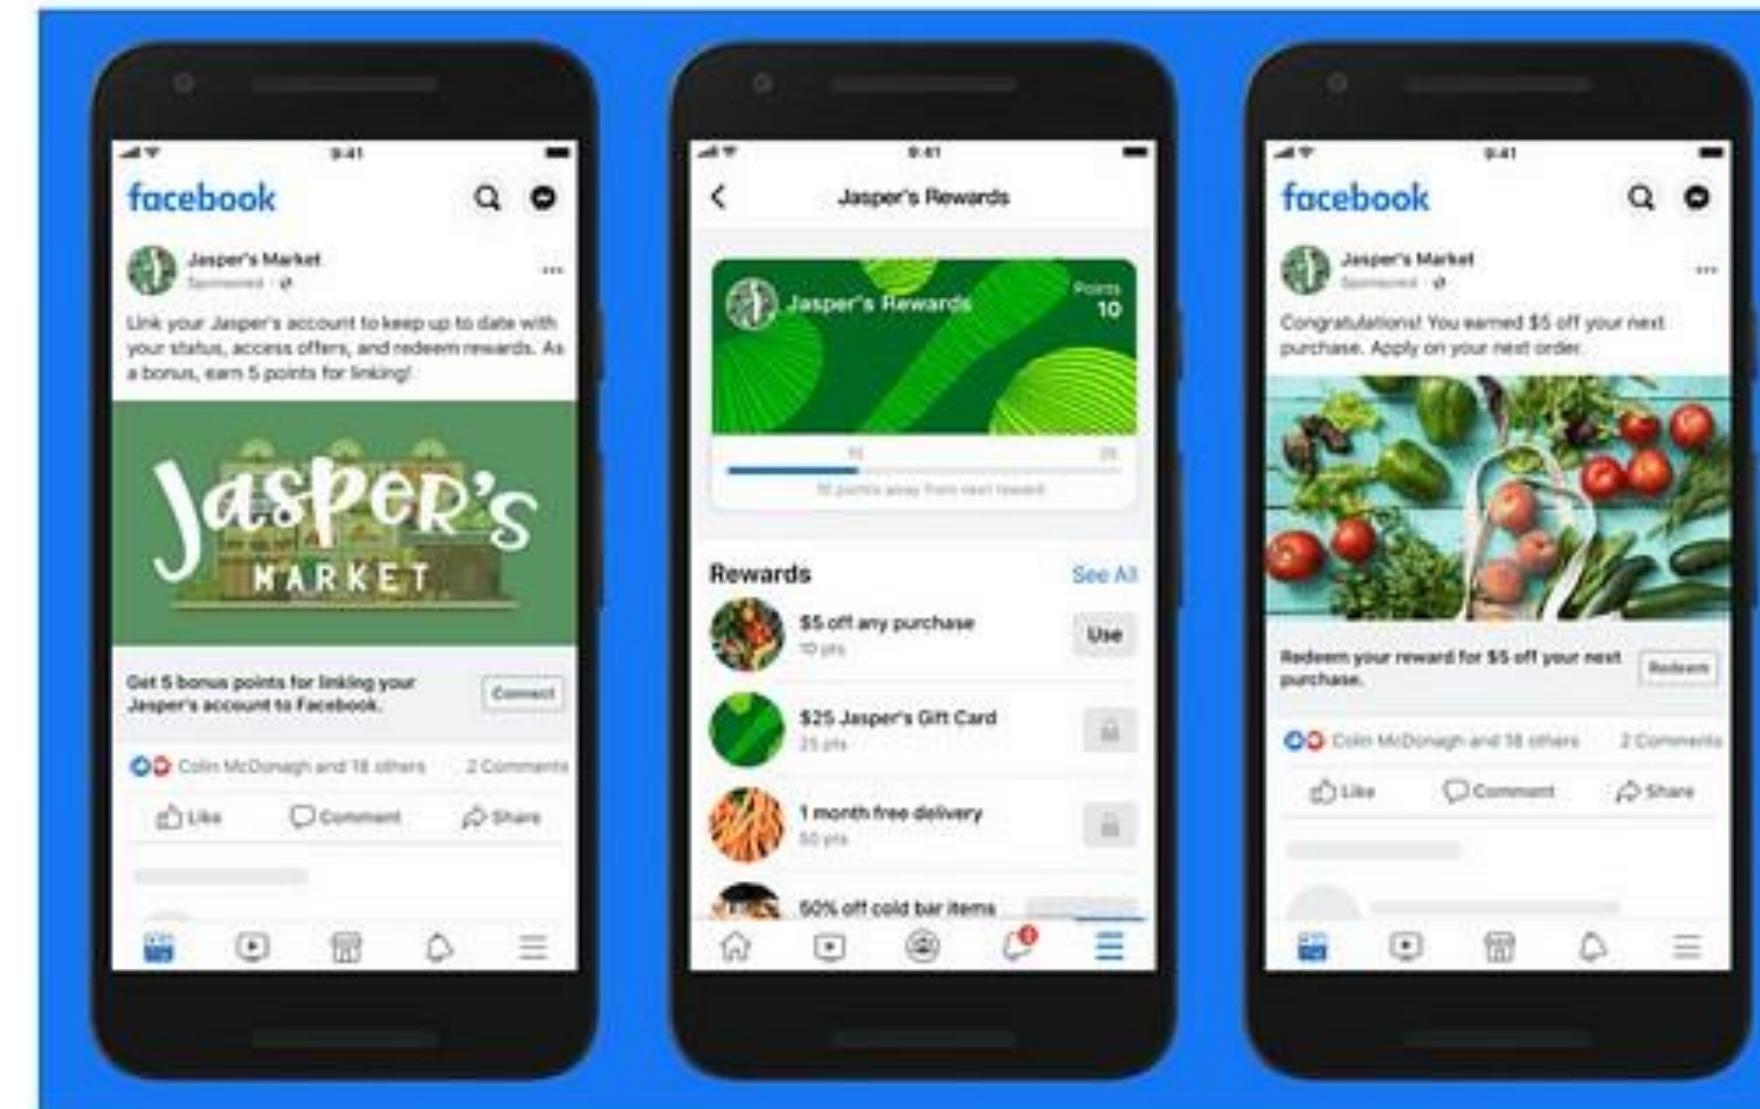 9:41
facebook
Jasper's Market
Sponsored
Link your Jasper's account to keep up to date with
your status, access offers, and redeem rewards. As
a bonus, earn 5 points for linking!
Jasper's
MARKET
Get 5 bonus points for linking your
Jasper's account to Facebook.
Connect
Colin McDonagh and 18 others
2 Comments
Like
Comment
Share
9:41
Jasper's Rewards
Jasper's Rewards
Points
10
away from next reward
Rewards
See All
$5 off any purchase
10 pts
Use
$25 Jasper's Gift Card
25 pts
1 month free delivery
50 pts
50% off cold bar items
9:41
facebook
Jasper's Market
Sponsored
Congratulations! You earned $5 off your next
purchase. Apply on your next order.
Redeem your reward for $5 off your next
purchase.
Redeem
Colin McDonagh and 18 others
2 Comments
Like
Comment
Share